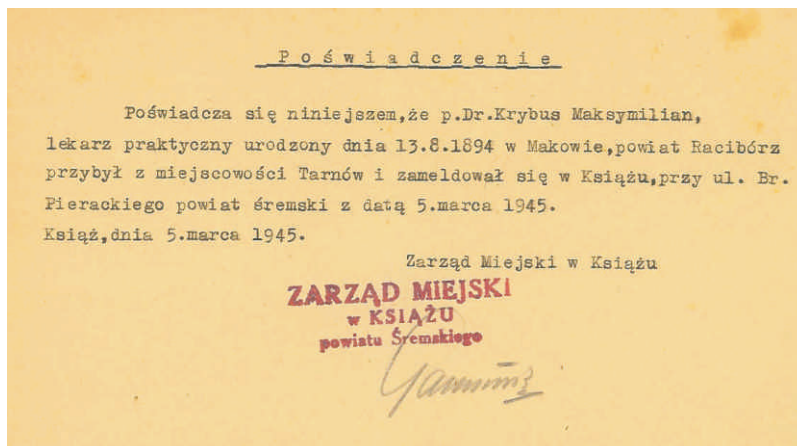 Poświadczenie
Poświadcza się niniejszem,że p.Dr.Krybus Maksymilian,
lekarz praktyczny urodzony dnia 13.8.1894 w Makowie,powiat Racibórz
przybył z miejscowości Tarnów i zameldował się w Książu,przy ul. Br.
Pierackiego powiat śremski z datą 5.marca 1945.
Książ,dnia 5.marca 1945.
Zarząd Miejski w Książu
ZARZĄD MIEJSKI
w KSIĄŻU
powiatu Śremskiego